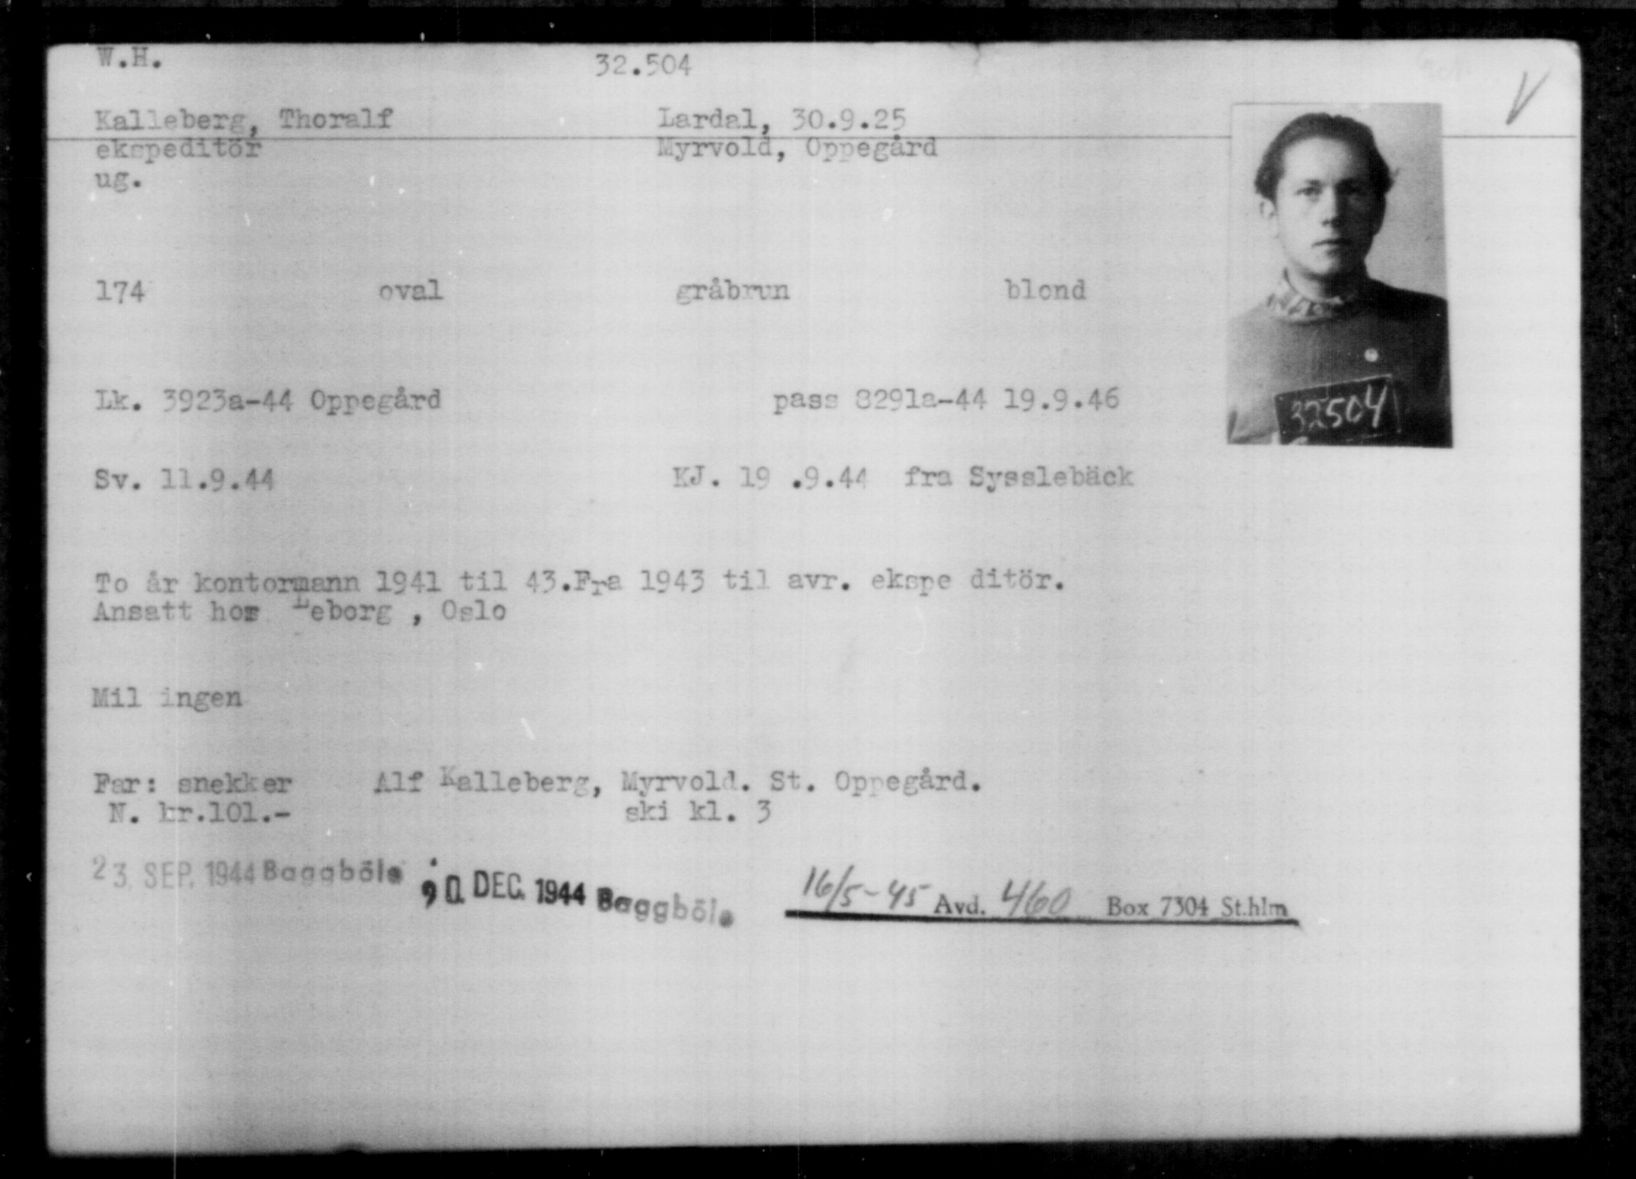 W.H. 32.504
Kalleberg, Thoralf Lardal, 30.9.25
ekspeditör Myrvold, Oppegård
ug.
174 oval gråbrun blond
32504
Lk. 3923a-44 Oppegård pass 8291a-44 19.9.46
Sv. 11.9.44 KJ. 19 .9.44 fra Sysslebäck
To år kontormann 1941 til 43.Fra 1943 til avr. ekspe ditör.
Ansatt hos Leborg , Oslo
Mil ingen
Far: snekker Alf Kalleberg, Myrvold. St. Oppegård.
N. kr.101.- ski kl. 3
23. SEP. 1944 Baggböle DEC. 1944 Baggböle 16/5-45 Avd. 460 Box 7304 St.hlm